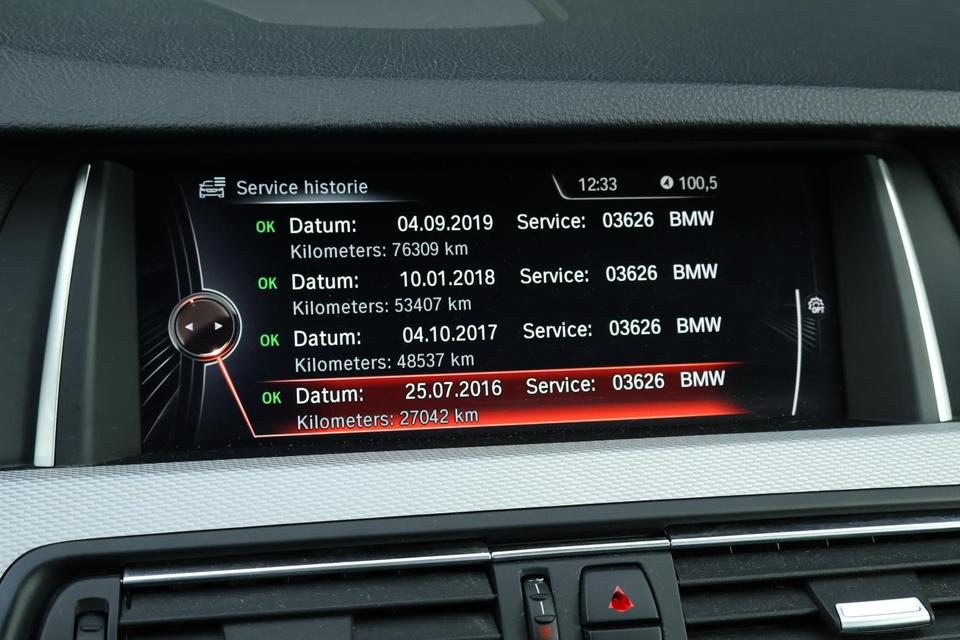 Service historie 12:33 100,5
OK Datum: 04.09.2019 Service: 03626 BMW
Kilometers: 76309 km
OK Datum: 10.01.2018 Service: 03626 BMW
Kilometers: 53407 km
OK Datum: 04.10.2017 Service: 03626 BMW
Kilometers: 48537 km
OK Datum: 25.07.2016 Service: 03626 BMW
Kilometers: 27042 km
OPT